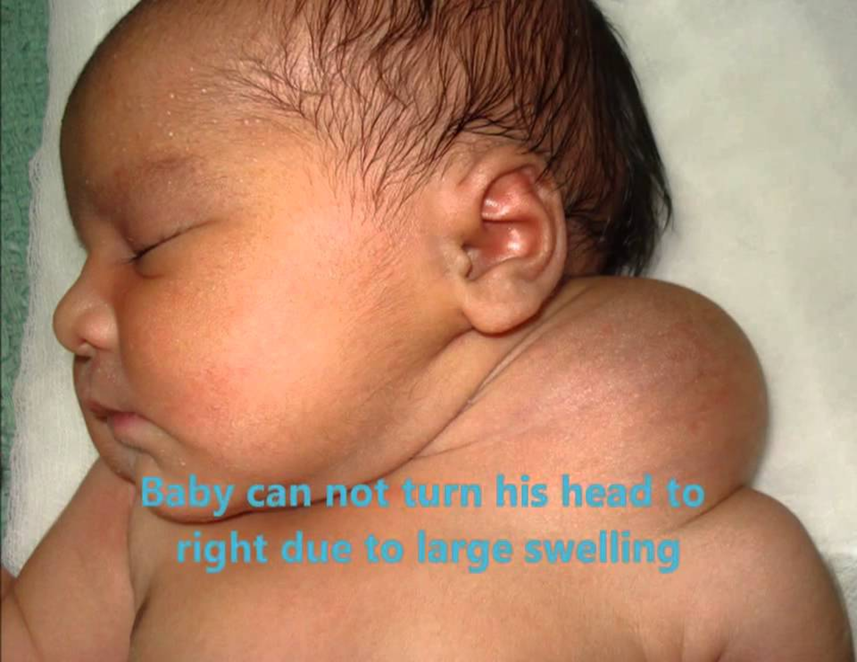 Baby can not turn his head to
right due to large swelling